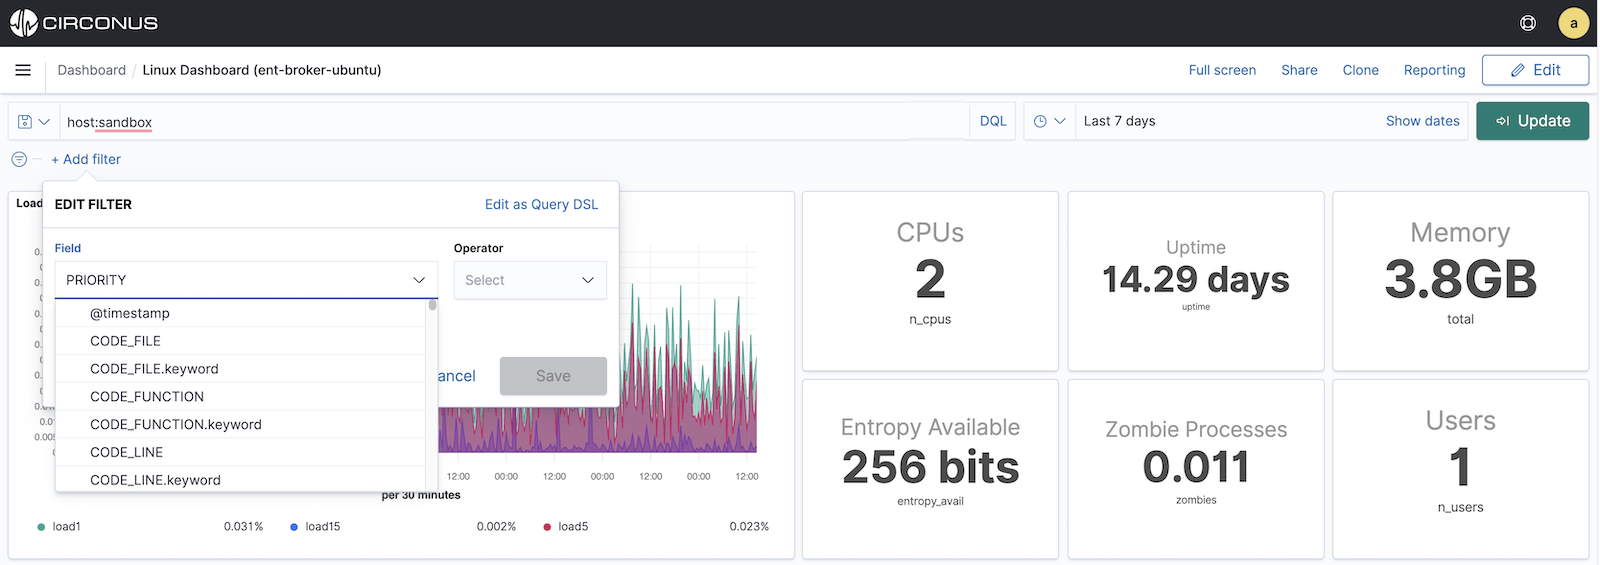 CIRCONUS
a
Dashboard / Linux Dashboard (ent-broker-ubuntu)
Full screen Share Clone Reporting Edit
host:sandbox DQL Last 7 days Show dates Update
+ Add filter
Load
EDIT FILTER Edit as Query DSL
Field Operator
PRIORITY Select
@timestamp
CODE_FILE
CODE_FILE.keyword
CODE_FUNCTION
CODE_FUNCTION.keyword
CODE_LINE
CODE_LINE.keyword
ancel Save
0.01
0.005
12:00 00:00 12:00 00:00 12:00 00:00 12:00
per 30 minutes
load1 0.031% load15 0.002% load5 0.023%
CPUs
2
n_cpus
Uptime
14.29 days
uptime
Memory
3.8GB
total
Entropy Available
256 bits
entropy_avail
Zombie Processes
0.011
zombies
Users
1
n_users